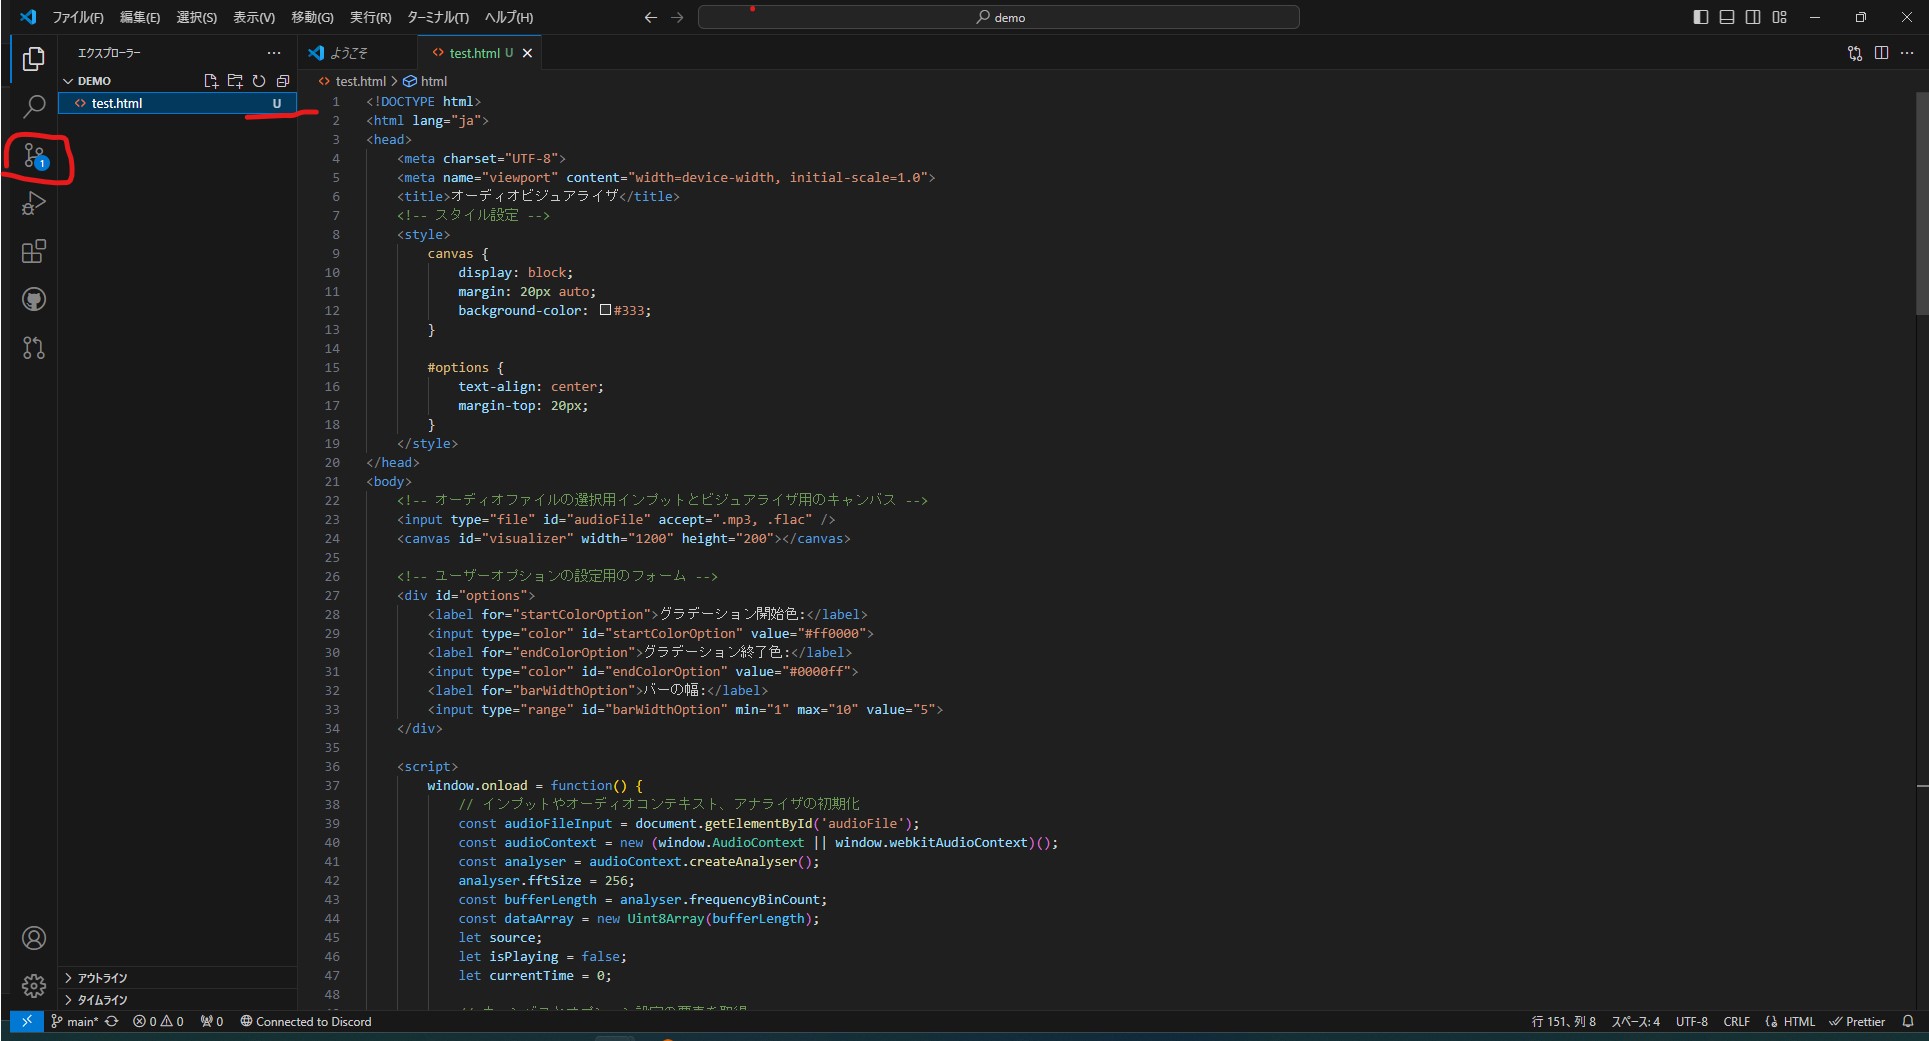 ファイル(F) 編集(E) 選択(S) 表示(V) 移動(G) 実行(R) ターミナル(T) ヘルプ(H)
demo
エクスプローラー
ようこそ
test.html U
DEMO
test.html U
1
test.html > html
1 <!DOCTYPE html>
2 <html lang="ja">
3 <head>
4 <meta charset="UTF-8">
5 <meta name="viewport" content="width=device-width, initial-scale=1.0">
6 <title>オーディオビジュアライザ</title>
7 <!-- スタイル設定 -->
8 <style>
9 canvas {
10 display: block;
11 margin: 20px auto;
12 background-color: #333;
13 }
14
15 #options {
16 text-align: center;
17 margin-top: 20px;
18 }
19 </style>
20 </head>
21 <body>
22 <!-- オーディオファイルの選択用インプットとビジュアライザ用のキャンバス -->
23 <input type="file" id="audioFile" accept=".mp3, .flac" />
24 <canvas id="visualizer" width="1200" height="200"></canvas>
25
26 <!-- ユーザーオプションの設定用のフォーム -->
27 <div id="options">
28 <label for="startColorOption">グラデーション開始色:</label>
29 <input type="color" id="startColorOption" value="#ff0000">
30 <label for="endColorOption">グラデーション終了色:</label>
31 <input type="color" id="endColorOption" value="#0000ff">
32 <label for="barWidthOption">バーの幅:</label>
33 <input type="range" id="barWidthOption" min="1" max="10" value="5">
34 </div>
35
36 <script>
37 window.onload = function() {
38 // インプットやオーディオコンテキスト、アナライザの初期化
39 const audioFileInput = document.getElementById('audioFile');
40 const audioContext = new (window.AudioContext || window.webkitAudioContext)();
41 const analyser = audioContext.createAnalyser();
42 analyser.fftSize = 256;
43 const bufferLength = analyser.frequencyBinCount;
44 const dataArray = new Uint8Array(bufferLength);
45 let source;
46 let isPlaying = false;
47 let currentTime = 0;
48
アウトライン
タイムライン
main* 0 0 0 Connected to Discord
行 151、列 8 スペース: 4 UTF-8 CRLF HTML Prettier